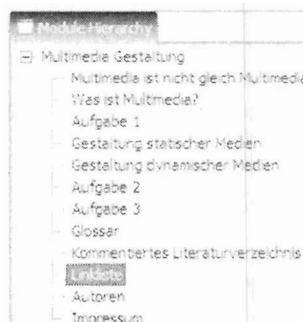 Module Hierarchy
Multimedia Gestaltung
Multimedia ist nicht gleich Multimedia
Was ist Multimedia?
Aufgabe 1
Gestaltung statischer Medien
Gestaltung dynamischer Medien
Aufgabe 2
Aufgabe 3
Glossar
Kommentiertes Literaturverzeichnis
Linkliste
Autoren
Impressum